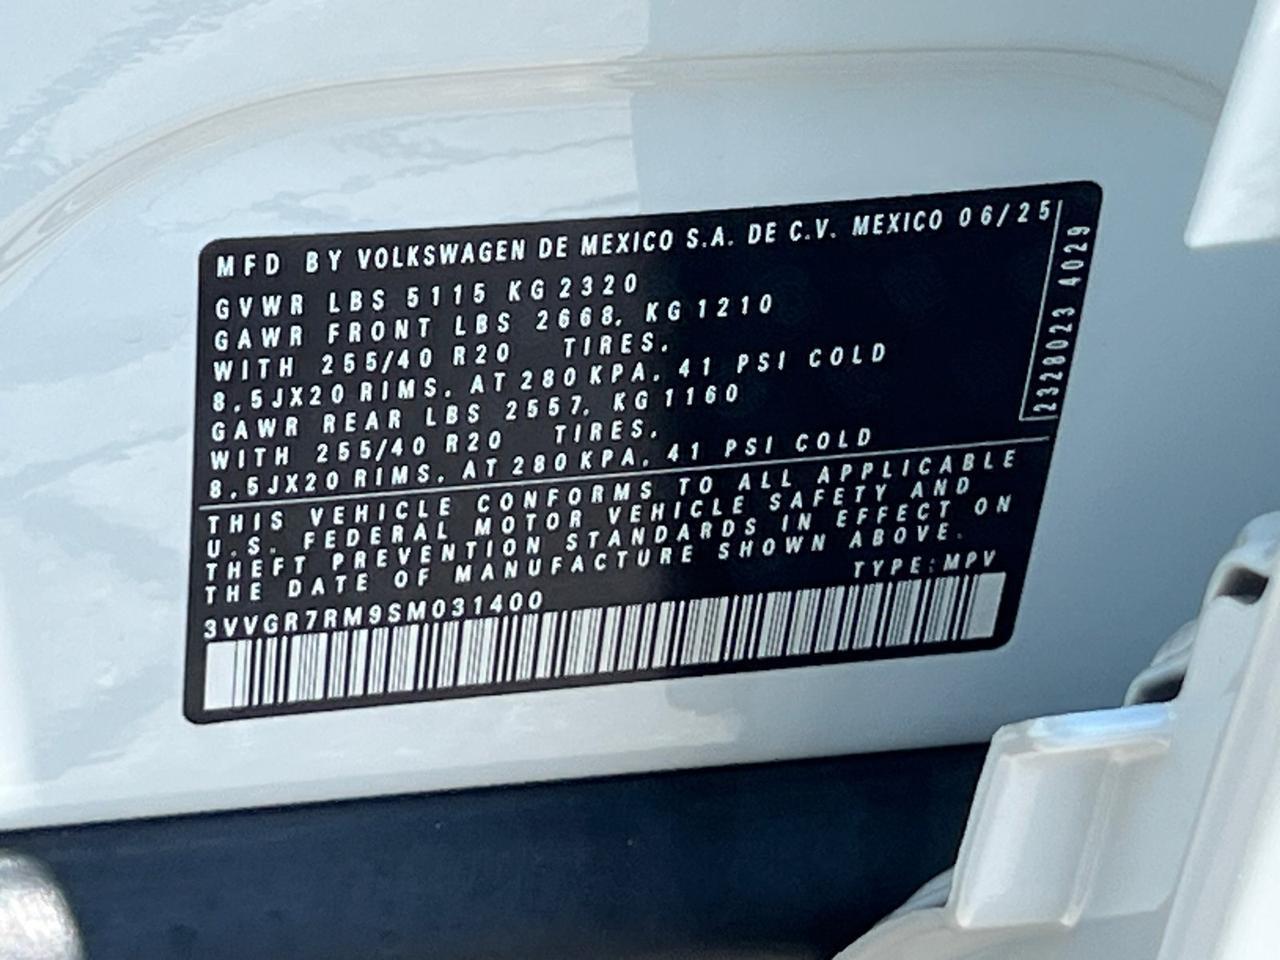 MFD BY VOLKSWAGEN DE MEXICO S.A. DE C.V. MEXICO 06/25
GVWR LBS 5115 KG 2320
GAWR FRONT LBS 2668. KG 1210
WITH 255/40 R20 TIRES.
8.5JX20 RIMS. AT 280 KPA. 41 PSI COLD
GAWR REAR LBS 2557. KG 1160
WITH 255/40 R20 TIRES.
8.5JX20 RIMS. AT 280 KPA. 41 PSI COLD
2328023 4029
THIS VEHICLE CONFORMS TO ALL APPLICABLE
U.S. FEDERAL MOTOR VEHICLE SAFETY AND
THEFT PREVENTION STANDARDS IN EFFECT ON
THE DATE OF MANUFACTURE SHOWN ABOVE.
TYPE: MPV
3VVGR7RM9SM031400